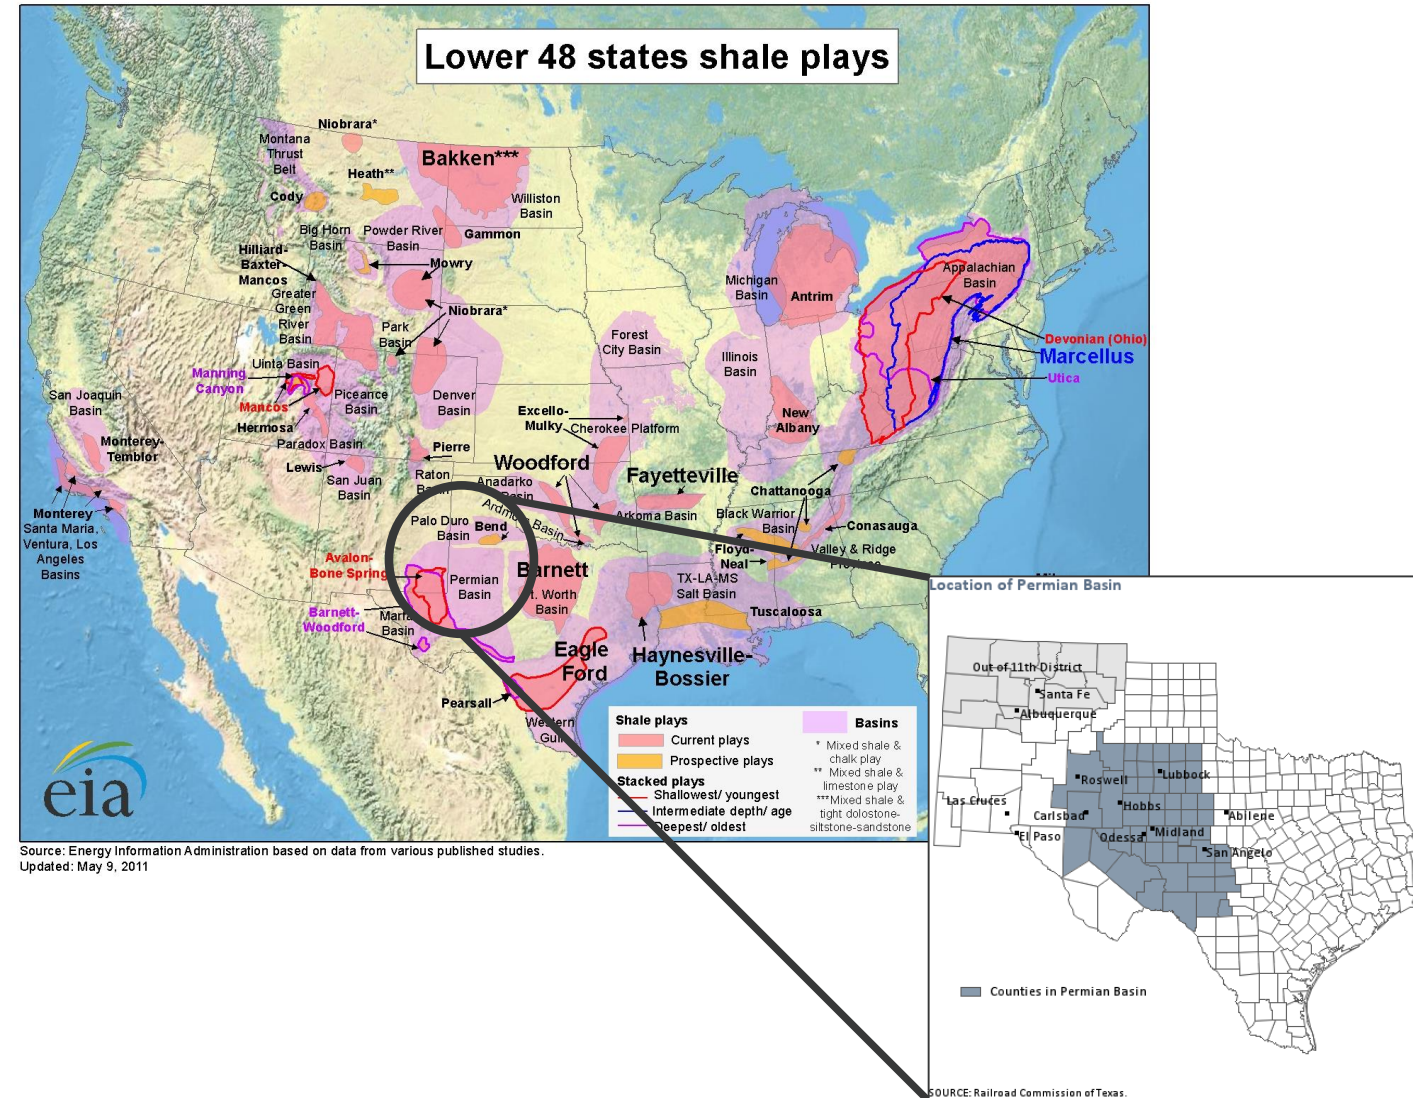 Lower 48 states shale plays
Niobrara*
Montana
Thrust
Belt
Bakken***
Heath**
Cody
Williston
Basin
Big Horn
Basin
Powder River
Basin
Gammon
Hilliard-
Baxter-
Mancos
Mowry
Greater
Green
River
Basin
Niobrara*
Park
Basin
Michigan
Basin
Antrim
Appalachian
Basin
Devonian (Ohio)
Marcellus
Utica
Forest
City Basin
Illinois
Basin
Uinta Basin
Manning
Canyon
Mancos
Piceance
Basin
Denver
Basin
San Joaquin
Basin
Hermosa
Paradox Basin
Excello-
Mulky
Cherokee Platform
New
Albany
Monterey-
Temblor
Pierre
Lewis
San Juan
Basin
Raton
Woodford
Anadarko
Fayetteville
Chattanooga
Monterey
Santa Maria,
Ventura, Los
Angeles
Basins
Palo Duro
Basin
Bend
Ardmore Basin
Arkoma Basin
Black Warrior
Basin
Conasauga
Floyd-
Neal
Valley & Ridge
Province
Avalon-
Bone Spring
Permian
Basin
Barnett
Ft. Worth
Basin
TX-LA-MS
Salt Basin
Tuscaloosa
Barnett-
Woodford
Marfa
Basin
Eagle
Ford
Haynesville-
Bossier
Pearsall
Western
Gulf
Shale plays
Current plays
Prospective plays
Stacked plays
Shallowest/ youngest
Intermediate depth/ age
Deepest/ oldest
Basins
* Mixed shale &
chalk play
** Mixed shale &
limestone play
***Mixed shale &
tight dolostone-
siltstone-sandstone
eia
Source: Energy Information Administration based on data from various published studies.
Updated: May 9, 2011
Location of Permian Basin
Out of 11th District
Santa Fe
Albuquerque
Roswell
Lubbock
Las Cruces
Carlsbad
Hobbs
Abilene
El Paso
Odessa
Midland
San Angelo
Counties in Permian Basin
SOURCE: Railroad Commission of Texas.